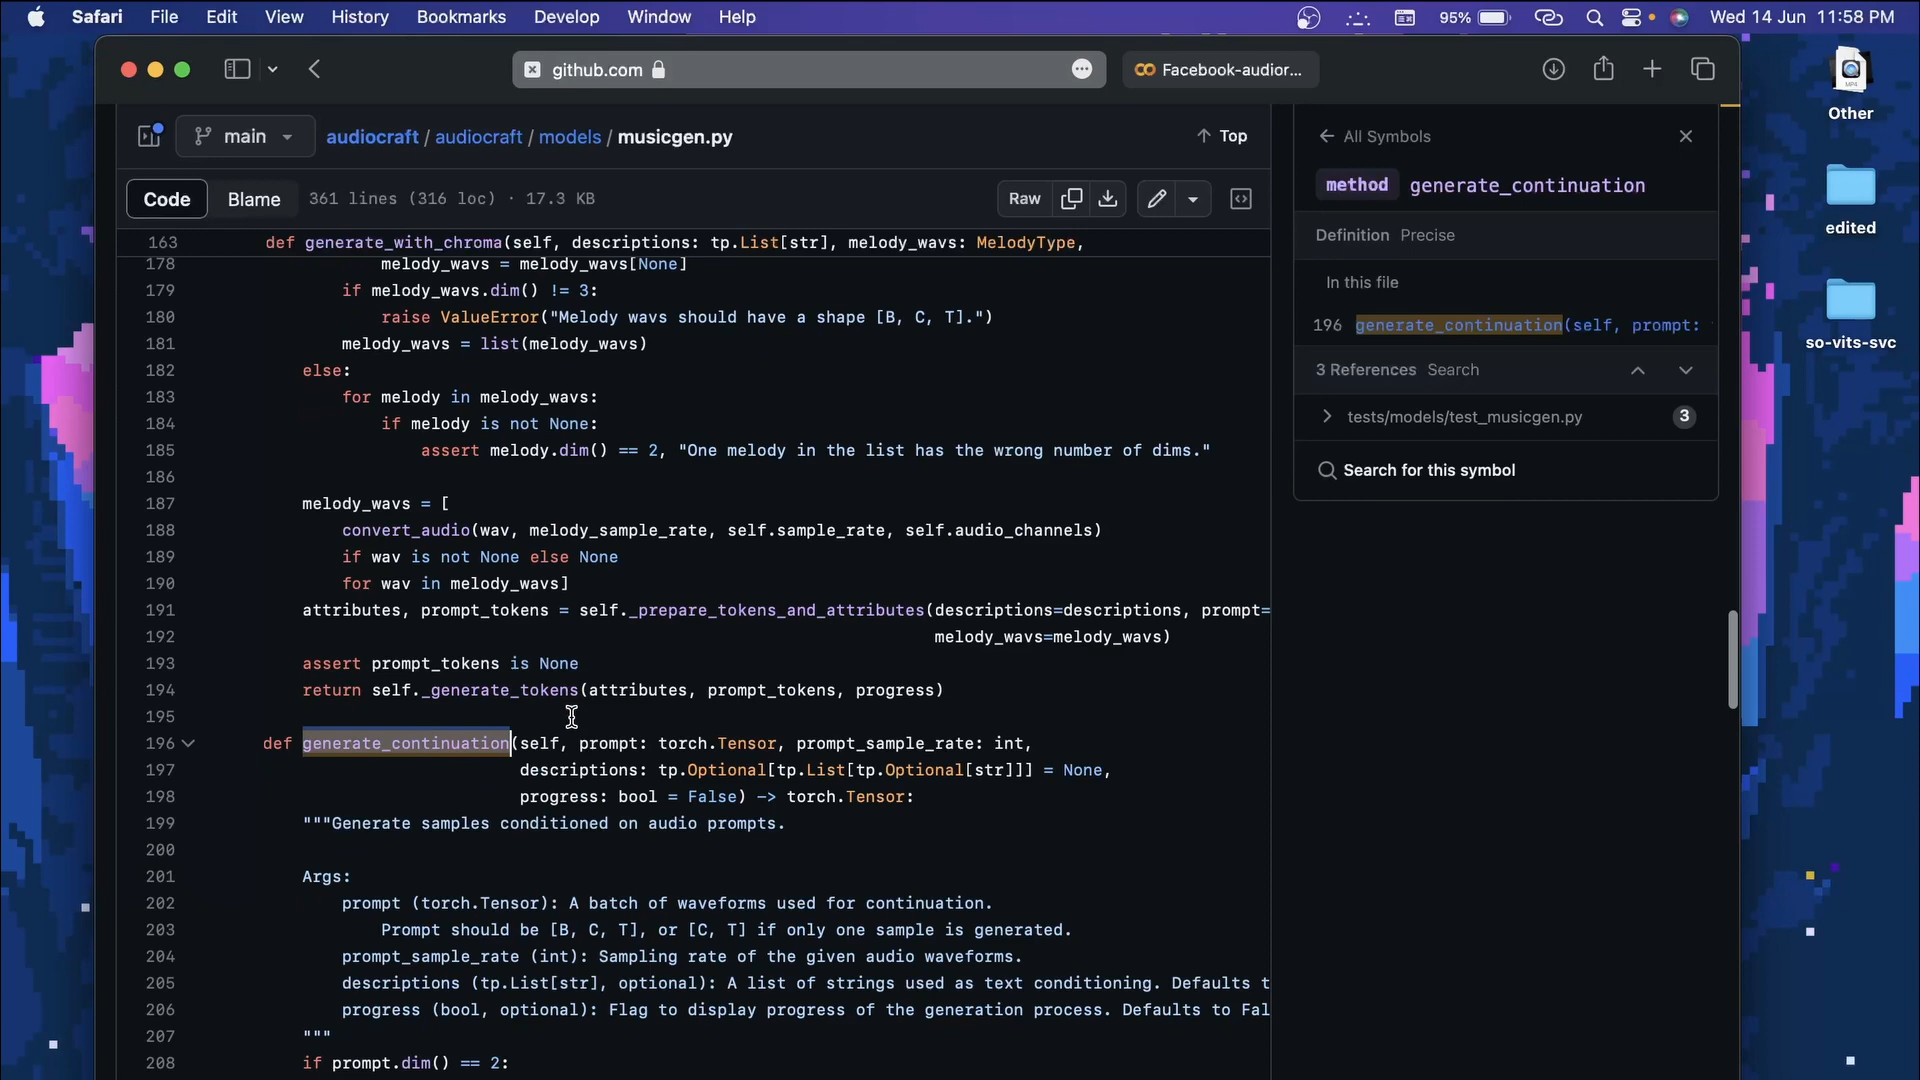 Safari File Edit View History Bookmarks Develop Window Help 95% Wed 14 Jun 11:58 PM
github.com Facebook-audior...
Other
edited
so-vits-svc
main audiocraft / audiocraft / models / musicgen.py Top
Code Blame 361 lines (316 loc) · 17.3 KB Raw
163 def generate_with_chroma(self, descriptions: tp.List[str], melody_wavs: MelodyType,
178 melody_wavs = melody_wavs[None]
179 if melody_wavs.dim() != 3:
180 raise ValueError("Melody wavs should have a shape [B, C, T].")
181 melody_wavs = list(melody_wavs)
182 else:
183 for melody in melody_wavs:
184 if melody is not None:
185 assert melody.dim() == 2, "One melody in the list has the wrong number of dims."
186
187 melody_wavs = [
188 convert_audio(wav, melody_sample_rate, self.sample_rate, self.audio_channels)
189 if wav is not None else None
190 for wav in melody_wavs]
191 attributes, prompt_tokens = self._prepare_tokens_and_attributes(descriptions=descriptions, prompt=
192 melody_wavs=melody_wavs)
193 assert prompt_tokens is None
194 return self._generate_tokens(attributes, prompt_tokens, progress)
195
196 def generate_continuation(self, prompt: torch.Tensor, prompt_sample_rate: int,
197 descriptions: tp.Optional[tp.List[tp.Optional[str]]] = None,
198 progress: bool = False) -> torch.Tensor:
199 """Generate samples conditioned on audio prompts.
200
201 Args:
202 prompt (torch.Tensor): A batch of waveforms used for continuation.
203 Prompt should be [B, C, T], or [C, T] if only one sample is generated.
204 prompt_sample_rate (int): Sampling rate of the given audio waveforms.
205 descriptions (tp.List[str], optional): A list of strings used as text conditioning. Defaults t
206 progress (bool, optional): Flag to display progress of the generation process. Defaults to Fal
207 """
208 if prompt.dim() == 2:
All Symbols
method generate_continuation
Definition Precise
In this file
196 generate_continuation(self, prompt:
3 References Search
tests/models/test_musicgen.py 3
Search for this symbol